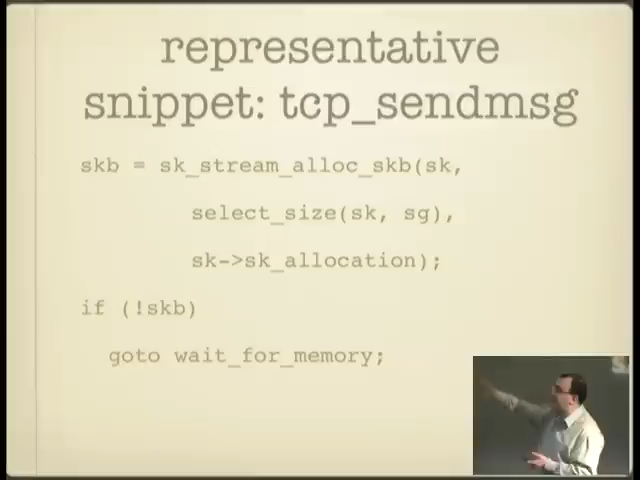 representative
snippet: tcp_sendmsg
skb = sk_stream_alloc_skb(sk,
select_size(sk, sg),
sk->sk_allocation);
if (!skb)
goto wait_for_memory;